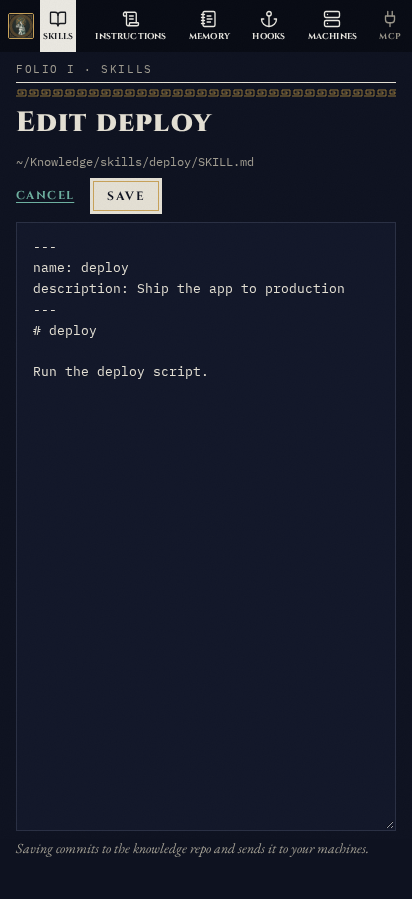 SKILLS
INSTRUCTIONS
MEMORY
HOOKS
MACHINES
MCP
FOLIO I · SKILLS
EDIT DEPLOY
~/Knowledge/skills/deploy/SKILL.md
CANCEL
SAVE
---
name: deploy
description: Ship the app to production
---
# deploy
Run the deploy script.
Saving commits to the knowledge repo and sends it to your machines.